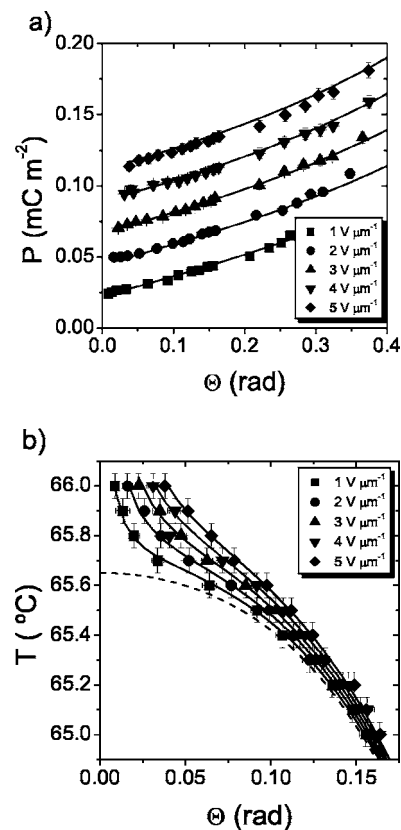 a)
0.20
0.15
0.10
0.05
0.00
P (mC m⁻²)
1 V μm⁻¹
2 V μm⁻¹
3 V μm⁻¹
4 V μm⁻¹
5 V μm⁻¹
0.0 0.1 0.2 0.3 0.4
Θ (rad)
b)
66.0
65.8
65.6
65.4
65.2
65.0
T (ºC)
1 V μm⁻¹
2 V μm⁻¹
3 V μm⁻¹
4 V μm⁻¹
5 V μm⁻¹
0.00 0.05 0.10 0.15
Θ (rad)